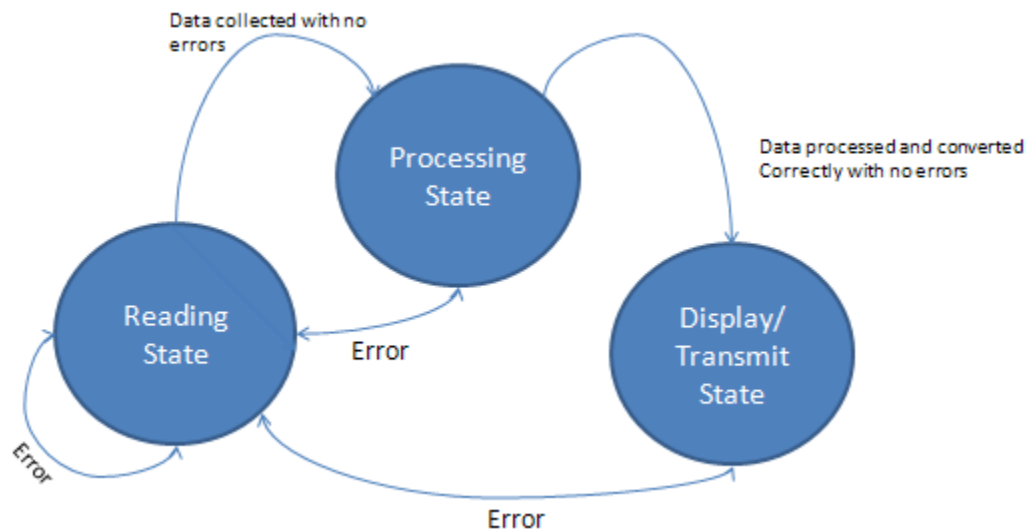 Data collected with no
errors
Processing
State
Data processed and converted
Correctly with no errors
Reading
State
Error
Display/
Transmit
State
Error
Error